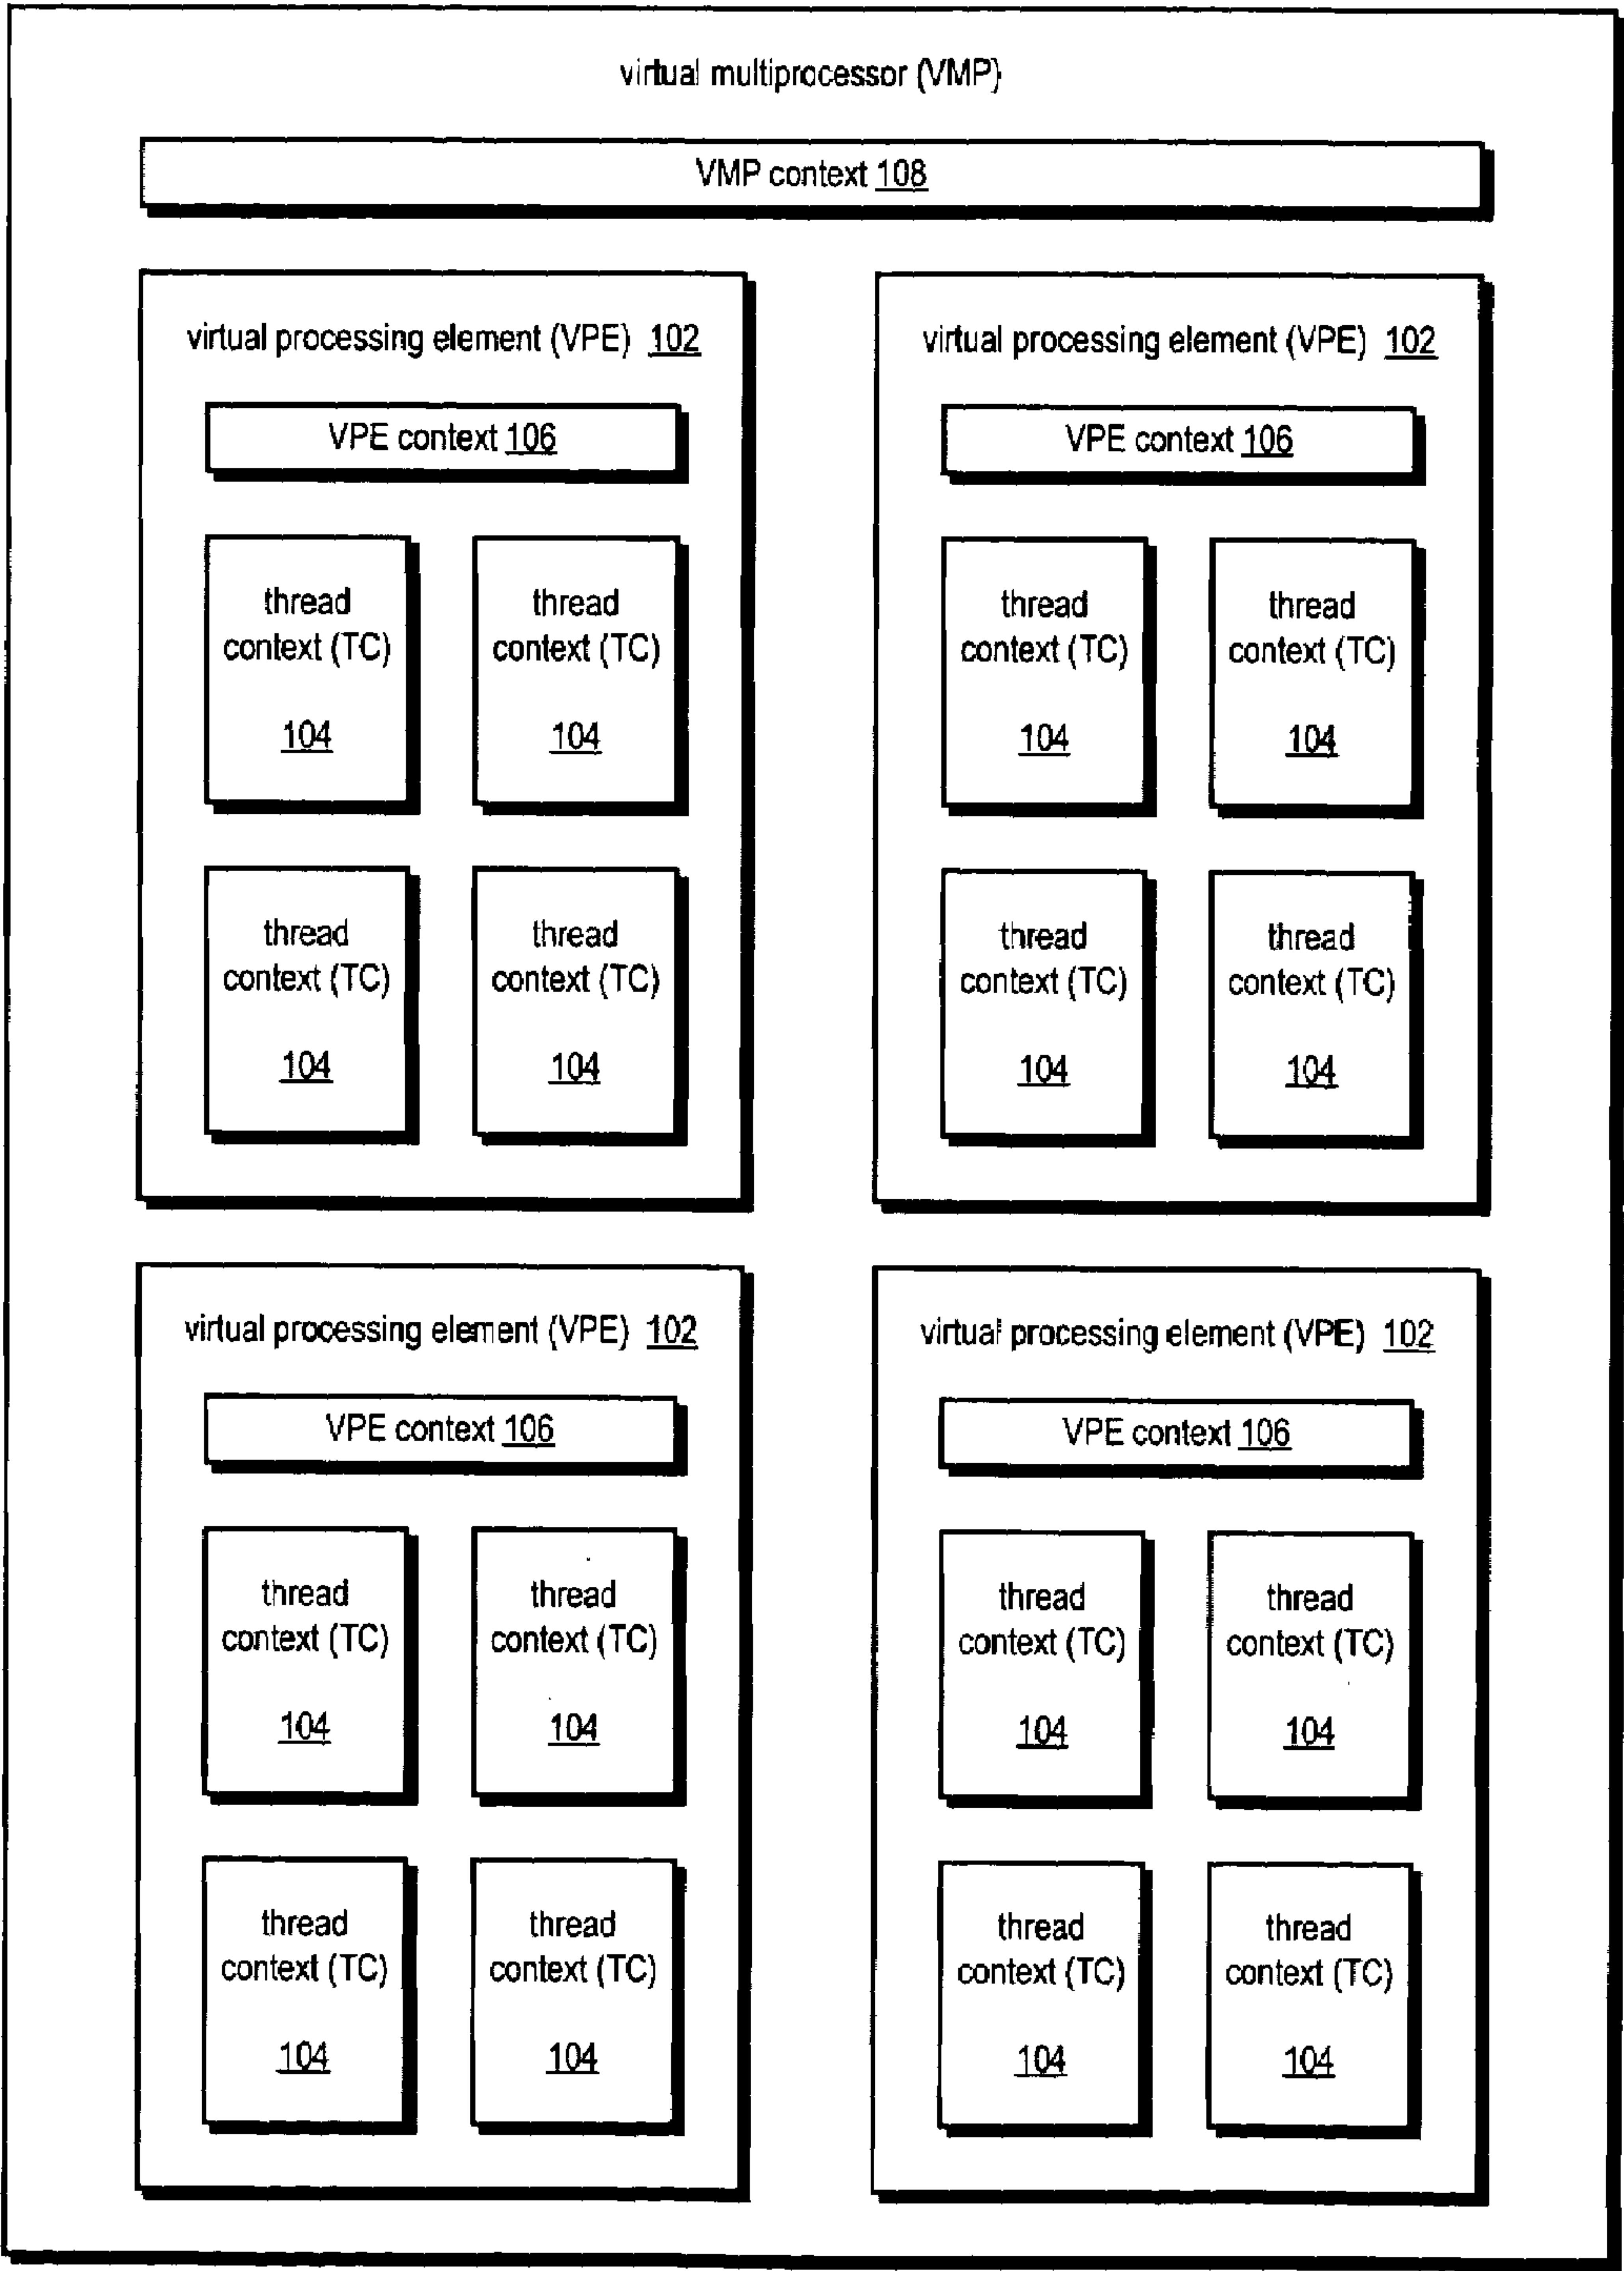 virtual multiprocessor (VMP)
VMP context 108
virtual processing element (VPE) 102
VPE context 106
thread
context (TC)
104
thread
context (TC)
104
thread
context (TC)
104
thread
context (TC)
104
virtual processing element (VPE) 102
VPE context 106
thread
context (TC)
104
thread
context (TC)
104
thread
context (TC)
104
thread
context (TC)
104
virtual processing element (VPE) 102
VPE context 106
thread
context (TC)
104
thread
context (TC)
104
thread
context (TC)
104
thread
context (TC)
104
virtual processing element (VPE) 102
VPE context 106
thread
context (TC)
104
thread
context (TC)
104
thread
context (TC)
104
thread
context (TC)
104